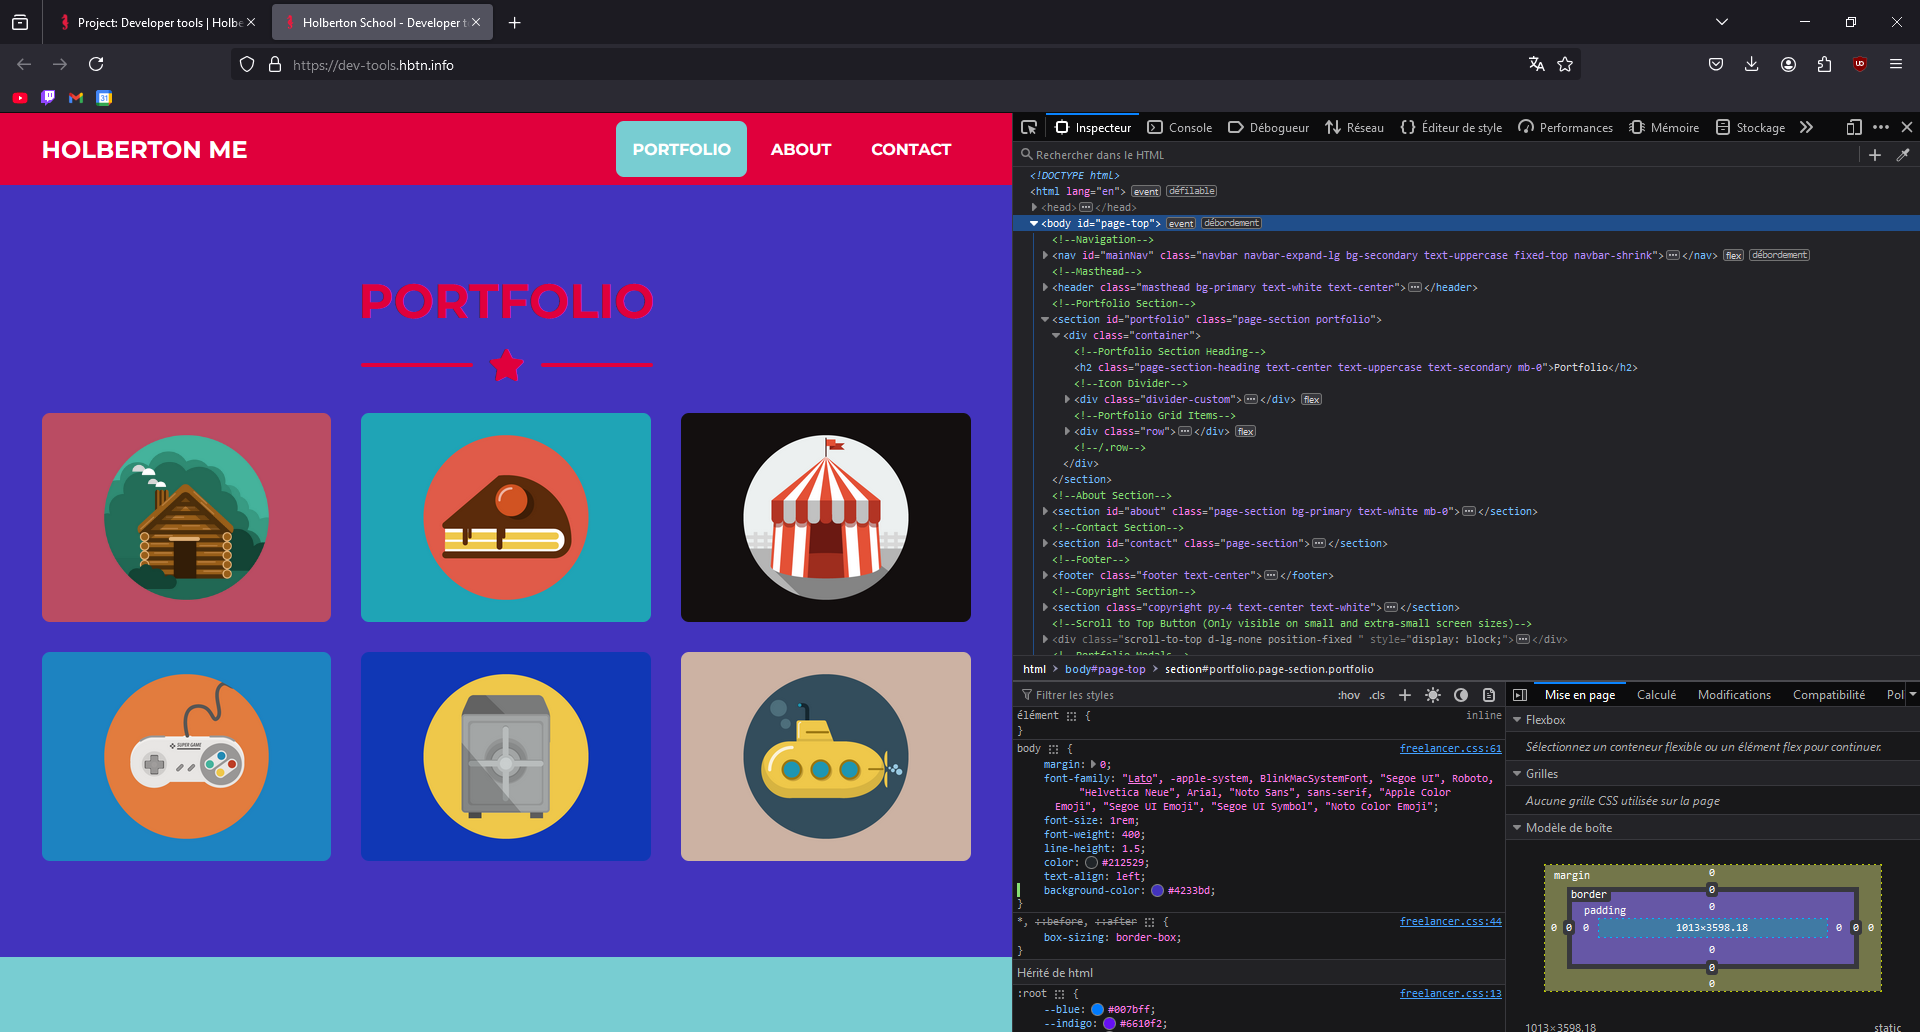 Project: Developer tools | Holbe
Holberton School - Developer t
https://dev-tools.hbtn.info
HOLBERTON ME
PORTFOLIO
ABOUT
CONTACT
PORTFOLIO
SUPER GAME
Inspecteur
Console
Débogueur
Réseau
Éditeur de style
Performances
Mémoire
Stockage
Rechercher dans le HTML
<!DOCTYPE html>
<html lang="en"> event défilable
<head> ··· </head>
<body id="page-top"> event débordement
<!--Navigation-->
<nav id="mainNav" class="navbar navbar-expand-lg bg-secondary text-uppercase fixed-top navbar-shrink"> ··· </nav> flex débordement
<!--Masthead-->
<header class="masthead bg-primary text-white text-center"> ··· </header>
<!--Portfolio Section-->
<section id="portfolio" class="page-section portfolio">
<div class="container">
<!--Portfolio Section Heading-->
<h2 class="page-section-heading text-center text-uppercase text-secondary mb-0">Portfolio</h2>
<!--Icon Divider-->
<div class="divider-custom"> ··· </div> flex
<!--Portfolio Grid Items-->
<div class="row"> ··· </div> flex
<!--/.row-->
</div>
</section>
<!--About Section-->
<section id="about" class="page-section bg-primary text-white mb-0"> ··· </section>
<!--Contact Section-->
<section id="contact" class="page-section"> ··· </section>
<!--Footer-->
<footer class="footer text-center"> ··· </footer>
<!--Copyright Section-->
<section class="copyright py-4 text-center text-white"> ··· </section>
<!--Scroll to Top Button (Only visible on small and extra-small screen sizes)-->
<div class="scroll-to-top d-lg-none position-fixed " style="display: block;"> ··· </div>
<!--Portfolio Modals-->
html > body#page-top > section#portfolio.page-section.portfolio
Filtrer les styles
:hov .cls
élément { inline
}
body { freelancer.css:61
margin: 0;
font-family: "Lato", -apple-system, BlinkMacSystemFont, "Segoe UI", Roboto,
"Helvetica Neue", Arial, "Noto Sans", sans-serif, "Apple Color
Emoji", "Segoe UI Emoji", "Segoe UI Symbol", "Noto Color Emoji";
font-size: 1rem;
font-weight: 400;
line-height: 1.5;
color: #212529;
text-align: left;
background-color: #4233bd;
}
*, ::before, ::after { freelancer.css:44
box-sizing: border-box;
}
Hérité de html
:root { freelancer.css:13
--blue: #007bff;
--indigo: #6610f2;
Mise en page
Calculé
Modifications
Compatibilité
Pol
Flexbox
Sélectionnez un conteneur flexible ou un élément flex pour continuer.
Grilles
Aucune grille CSS utilisée sur la page
Modèle de boîte
margin 0
border 0
padding 0
0 0 0 1013×3598.18 0 0 0
0
0
0
1013×3598.18 static
31
UD